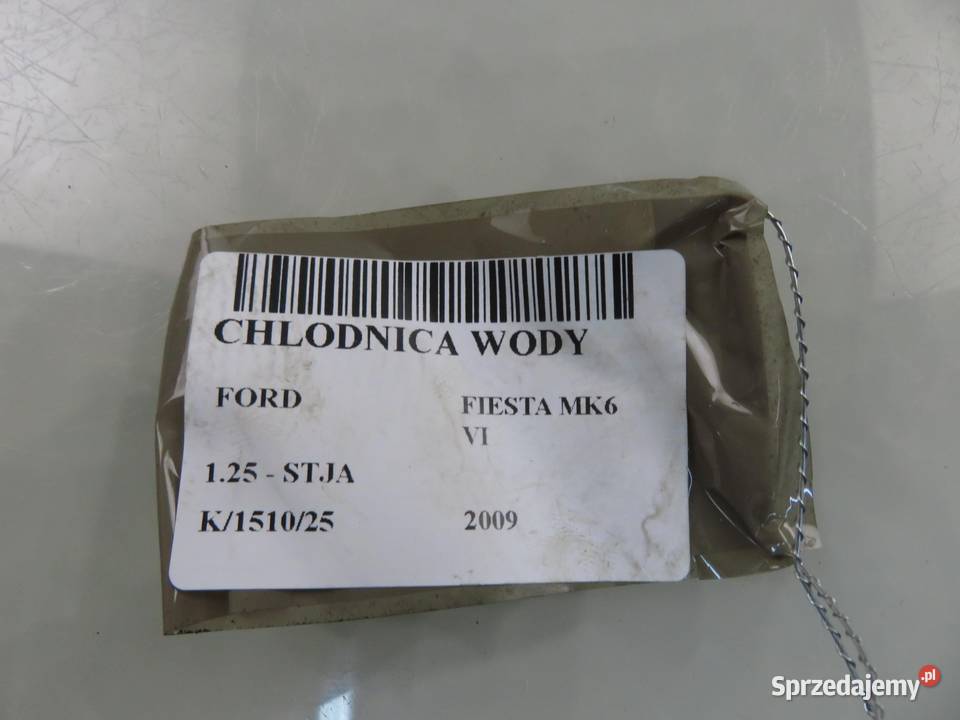 CHLODNICA WODY
FORD
FIESTA MK6
VI
1.25 - STJA
K/1510/25
2009
Sprzedajemy.pl